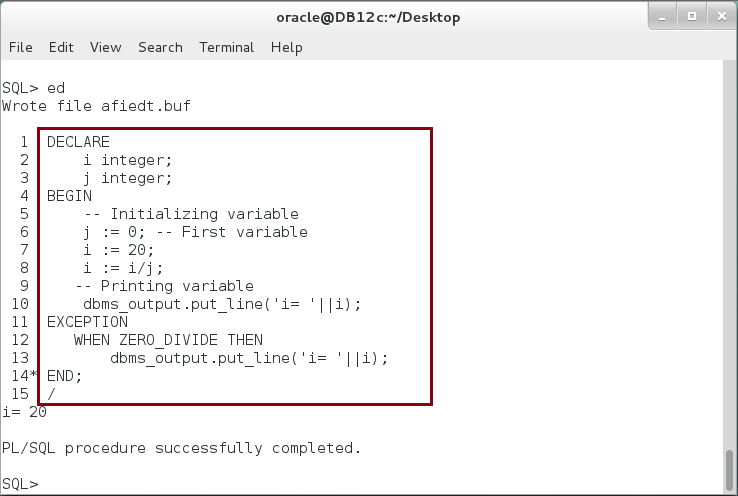 oracle@DB12c:~/Desktop
File Edit View Search Terminal Help
SQL> ed
Wrote file afiedt.buf
1 DECLARE
2 i integer;
3 j integer;
4 BEGIN
5 -- Initializing variable
6 j := 0; -- First variable
7 i := 20;
8 i := i/j;
9 -- Printing variable
10 dbms_output.put_line('i= '||i);
11 EXCEPTION
12 WHEN ZERO_DIVIDE THEN
13 dbms_output.put_line('i= '||i);
14* END;
15 /
i= 20
PL/SQL procedure successfully completed.
SQL>